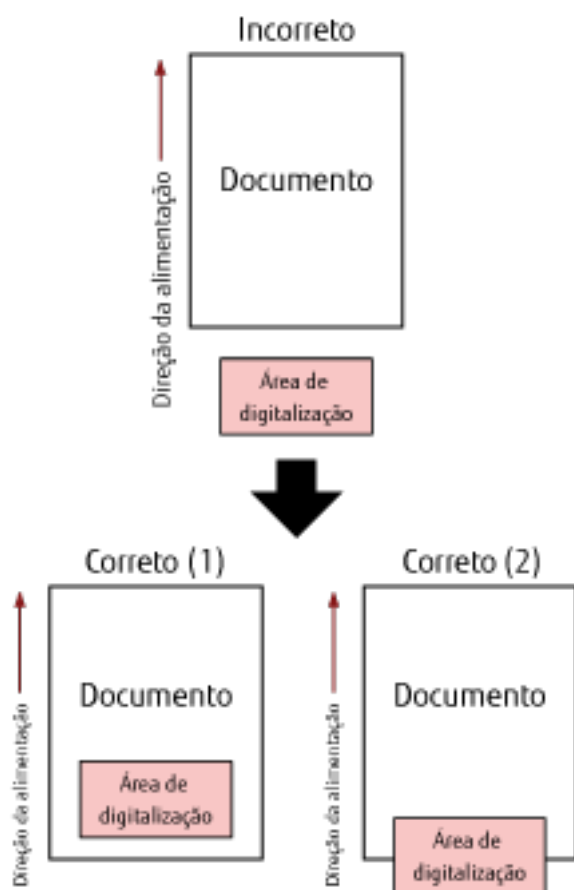 Incorreto
Direção da alimentação
Documento
Área de
digitalização
Correto (1)
Direção da alimentação
Documento
Área de
digitalização
Correto (2)
Direção da alimentação
Documento
Área de
digitalização